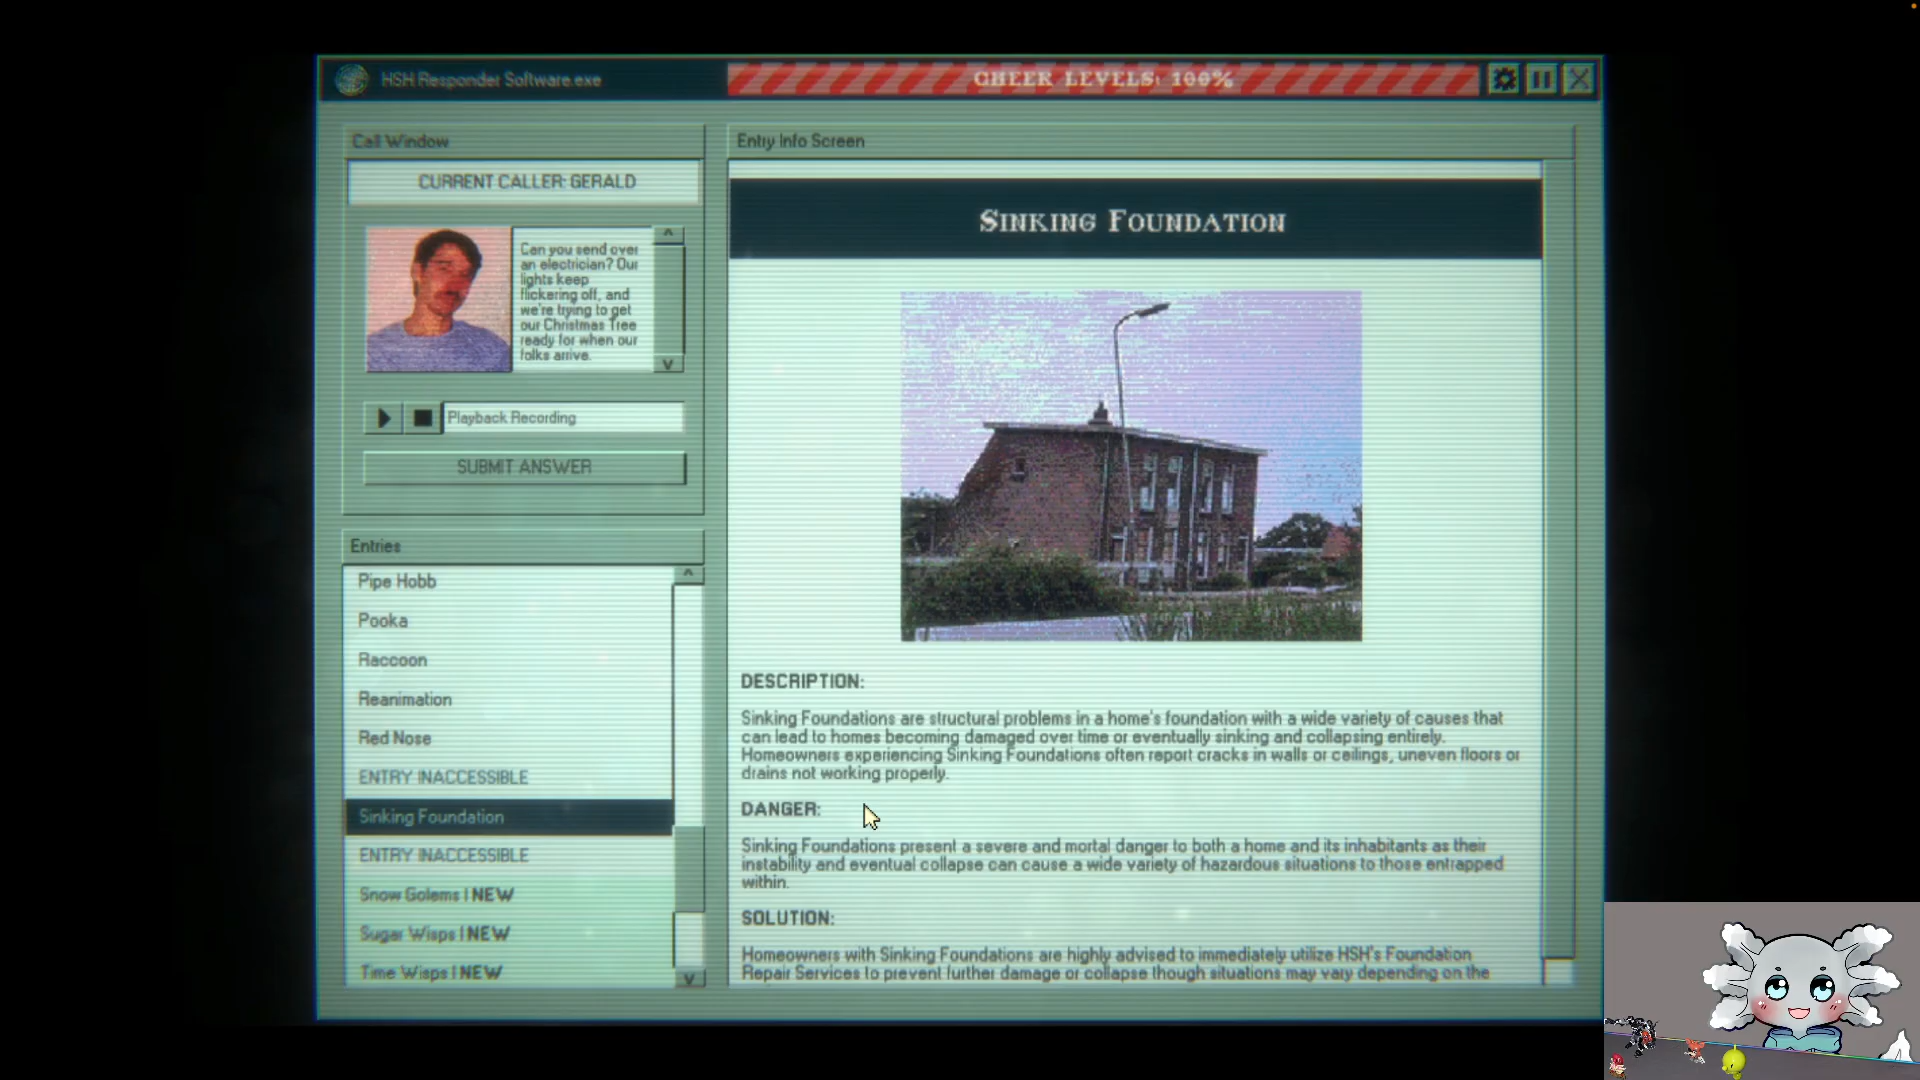 HSH Responder Software.exe
CHEER LEVELS: 100%
Call Window
CURRENT CALLER: GERALD
Can you send over
an electrician? Our
lights keep
flickering off, and
we're trying to get
our Christmas Tree
ready for when our
folks arrive.
Playback Recording
SUBMIT ANSWER
Entries
Pipe Hobb
Pooka
Raccoon
Reanimation
Red Nose
ENTRY INACCESSIBLE
Sinking Foundation
ENTRY INACCESSIBLE
Snow Golems | NEW
Sugar Wisps | NEW
Time Wisps | NEW
Entry Info Screen
SINKING FOUNDATION
DESCRIPTION:
Sinking Foundations are structural problems in a home's foundation with a wide variety of causes that
can lead to homes becoming damaged over time or eventually sinking and collapsing entirely.
Homeowners experiencing Sinking Foundations often report cracks in walls or ceilings, uneven floors or
drains not working properly.
DANGER:
Sinking Foundations present a severe and mortal danger to both a home and its inhabitants as their
instability and eventual collapse can cause a wide variety of hazardous situations to those entrapped
within.
SOLUTION:
Homeowners with Sinking Foundations are highly advised to immediately utilize HSH's Foundation
Repair Services to prevent further damage or collapse though situations may vary depending on the